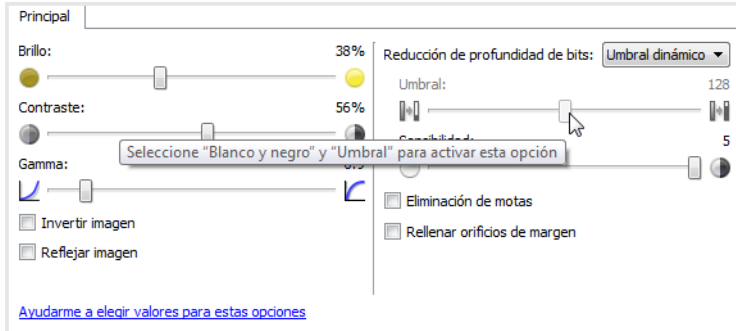 Principal
Brillo:
38%
Contraste:
56%
Seleccione "Blanco y negro" y "Umbral" para activar esta opción
Gamma:
Invertir imagen
Reflejar imagen
Ayudarme a elegir valores para estas opciones
Reducción de profundidad de bits:
Umbral dinámico
Umbral:
128
Sensibilidad:
5
Eliminación de motas
Rellenar orificios de margen